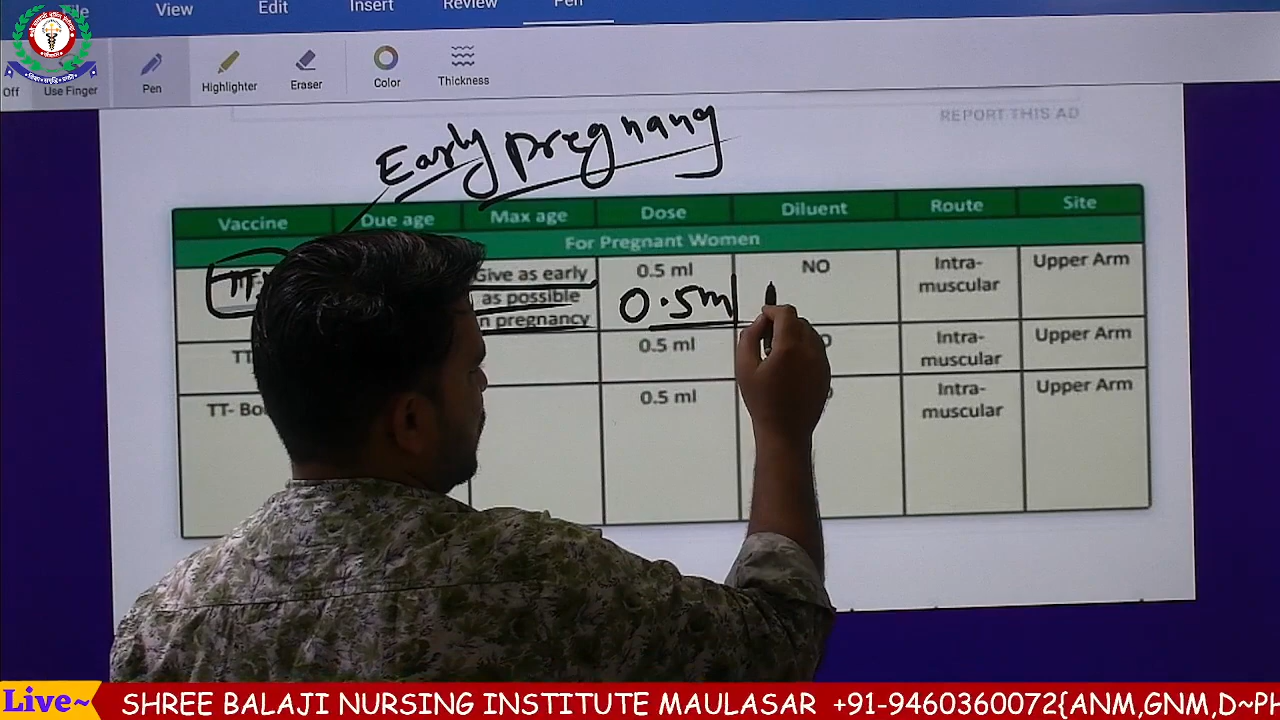 View Edit Insert Review Pen
Off Use Finger Pen Highlighter Eraser Color Thickness
REPORT THIS AD
Early pregnancy
Vaccine Due age Max age Dose Diluent Route Site
For Pregnant Women
TT- Give as early 0.5 ml NO Intra- Upper Arm
as possible 0.5m muscular
n pregnancy
TT 0.5 ml Intra- Upper Arm
muscular
TT- Bo 0.5 ml Intra- Upper Arm
muscular
Live~ SHREE BALAJI NURSING INSTITUTE MAULASAR +91-9460360072{ANM,GNM,D~PH